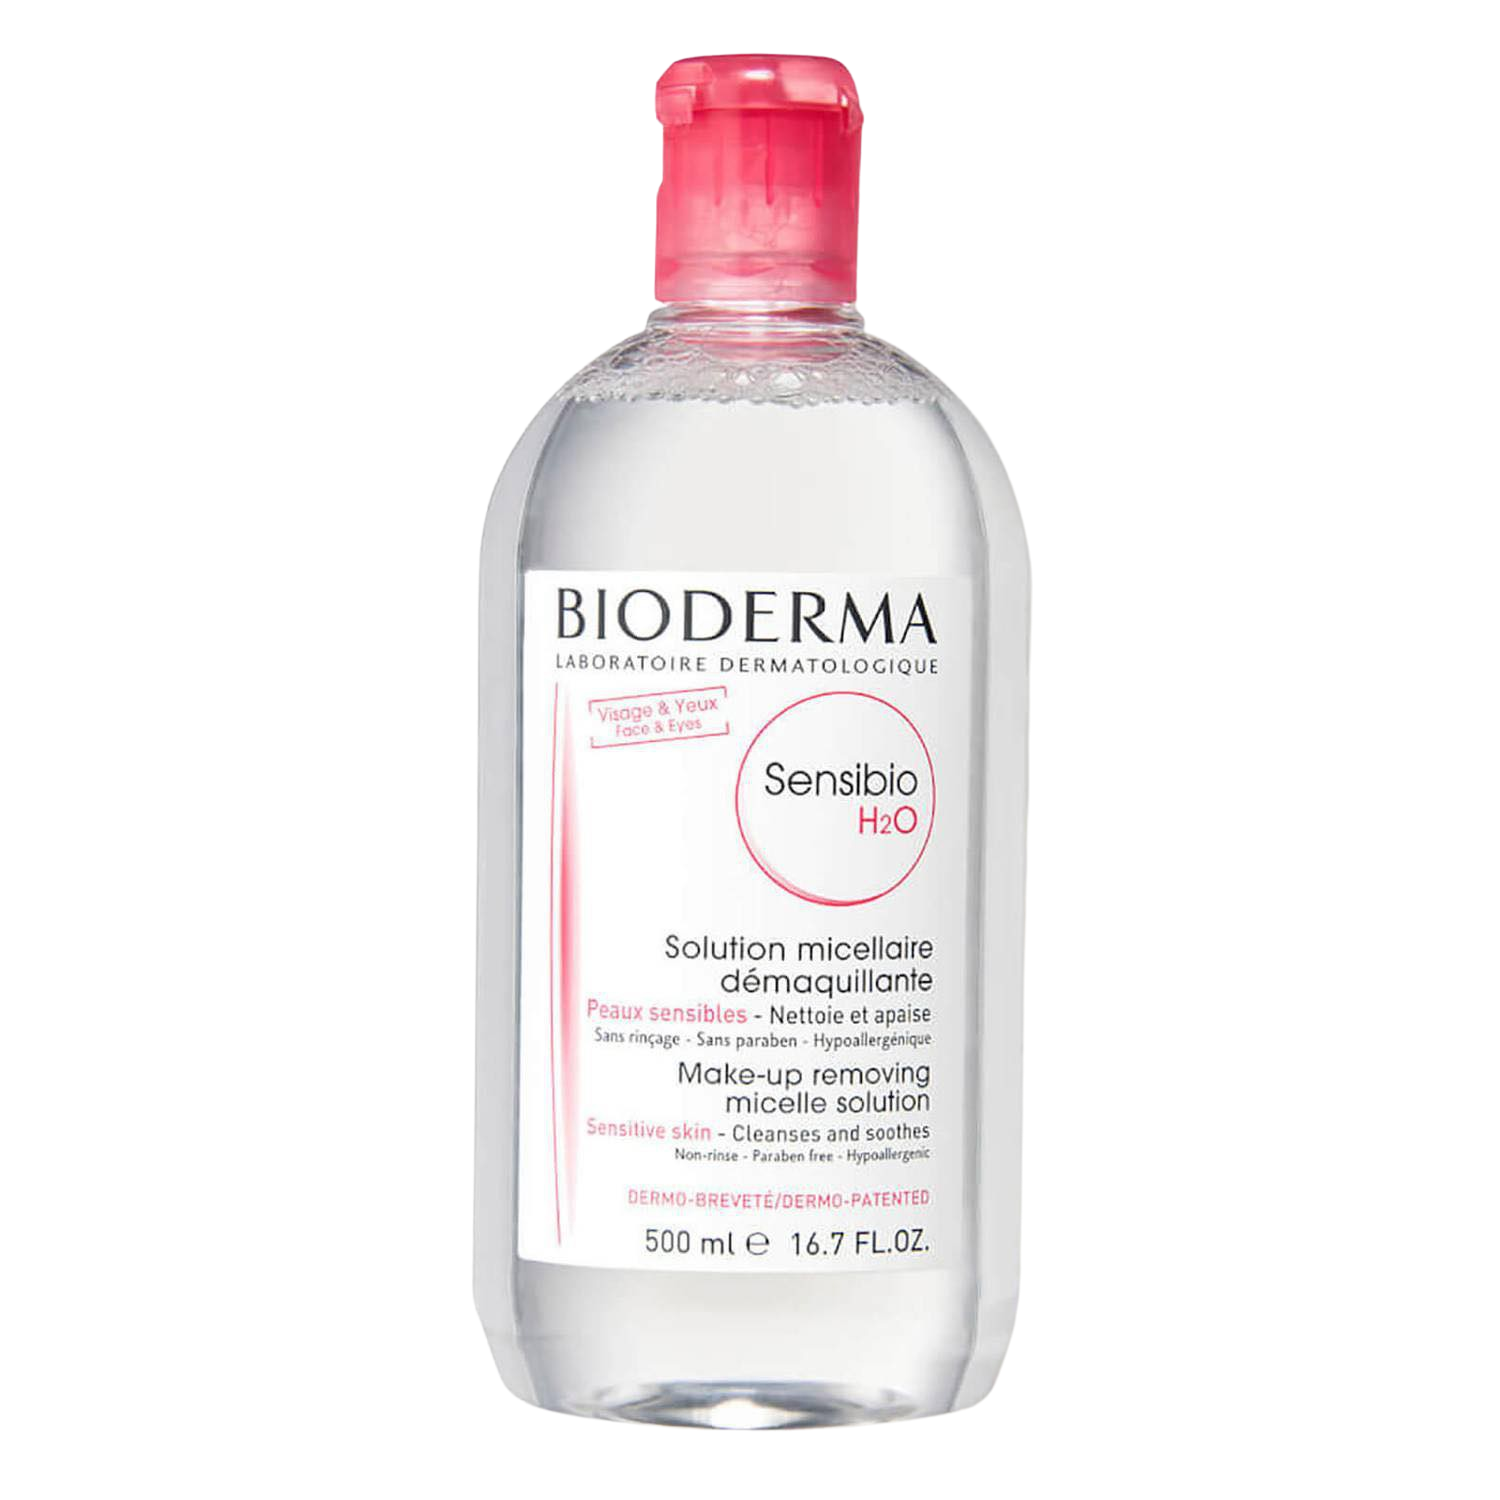 BIODERMA
LABORATOIRE DERMATOLOGIQUE
Visage & Yeux
Face & Eyes
Sensibio
H2O
Solution micellaire
démaquillante
Peaux sensibles - Nettoie et apaise
Sans rinçage - Sans paraben - Hypoallergénique
Make-up removing
micelle solution
Sensitive skin - Cleanses and soothes
Non-rinse - Paraben free - Hypoallergenic
DERMO-BREVETÉ/DERMO-PATENTED
500 ml ℮ 16.7 FL.OZ.